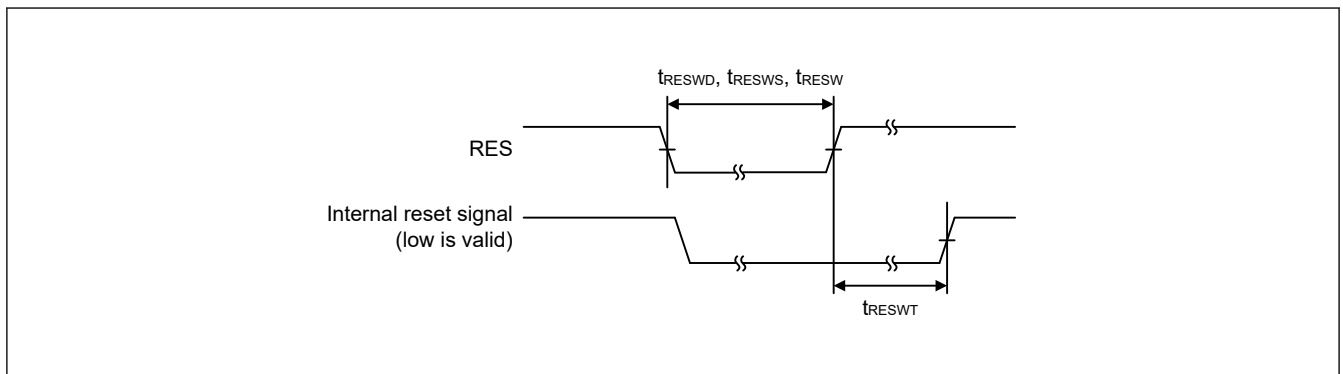 tRESWD, tRESWS, tRESW
RES
Internal reset signal
(low is valid)
tRESWT